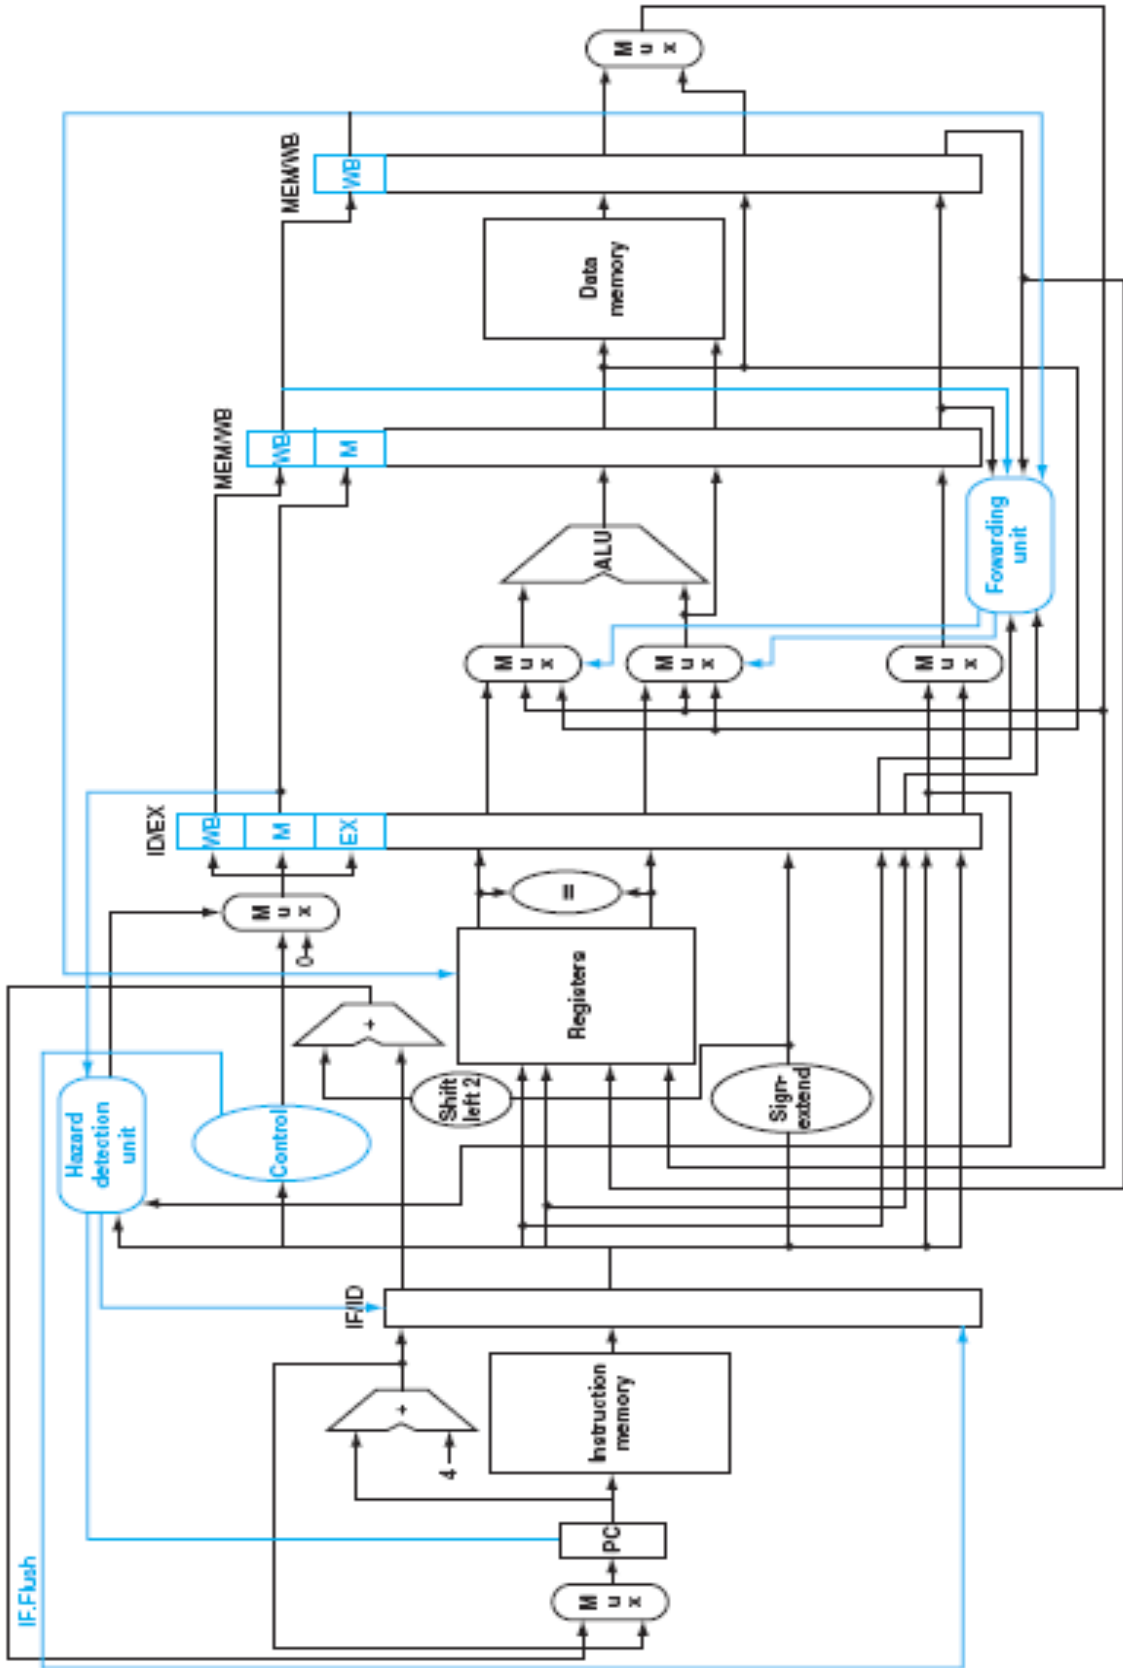 IF.Flush
Hazard
detection
unit
ID/EX
WB
MEM/WB
Control
M
u
x
0
M
WB
MEM/WB
EX
M
WB
IF/ID
+
+
4
Shift
left 2
Registers
=
M
u
x
ALU
M
u
x
PC
Instruction
memory
M
u
x
Data
memory
M
u
x
Sign-
extend
M
u
x
Fowarding
unit